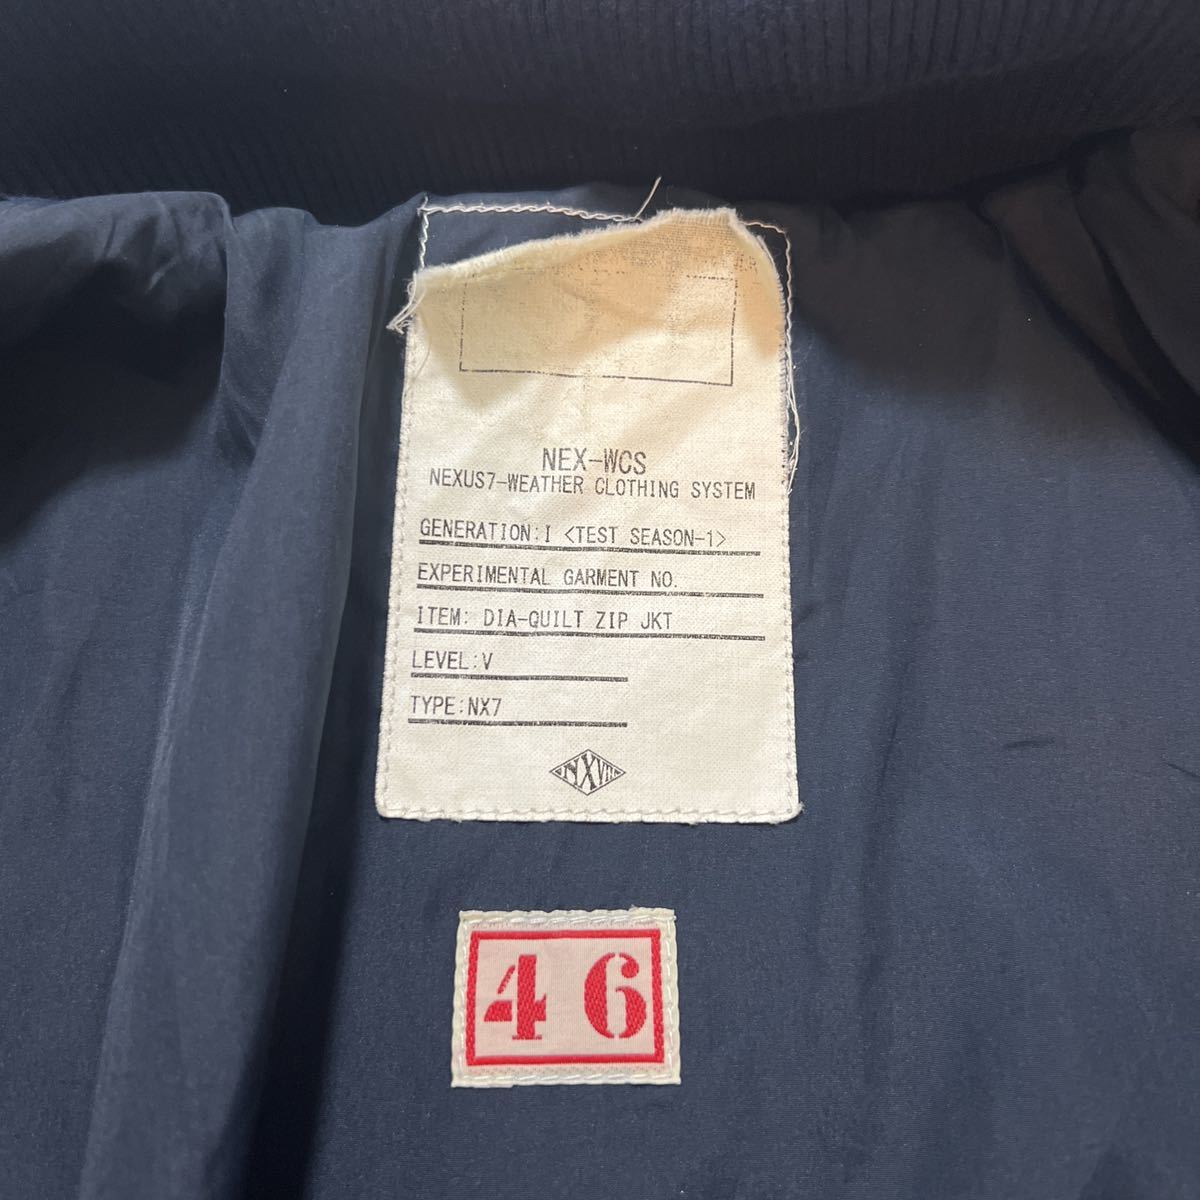 NEX-WCS
NEXUS7-WEATHER CLOTHING SYSTEM
GENERATION:I <TEST SEASON-1>
EXPERIMENTAL GARMENT NO.
ITEM: DIA-QUILT ZIP JKT
LEVEL:V
TYPE:NX7
46